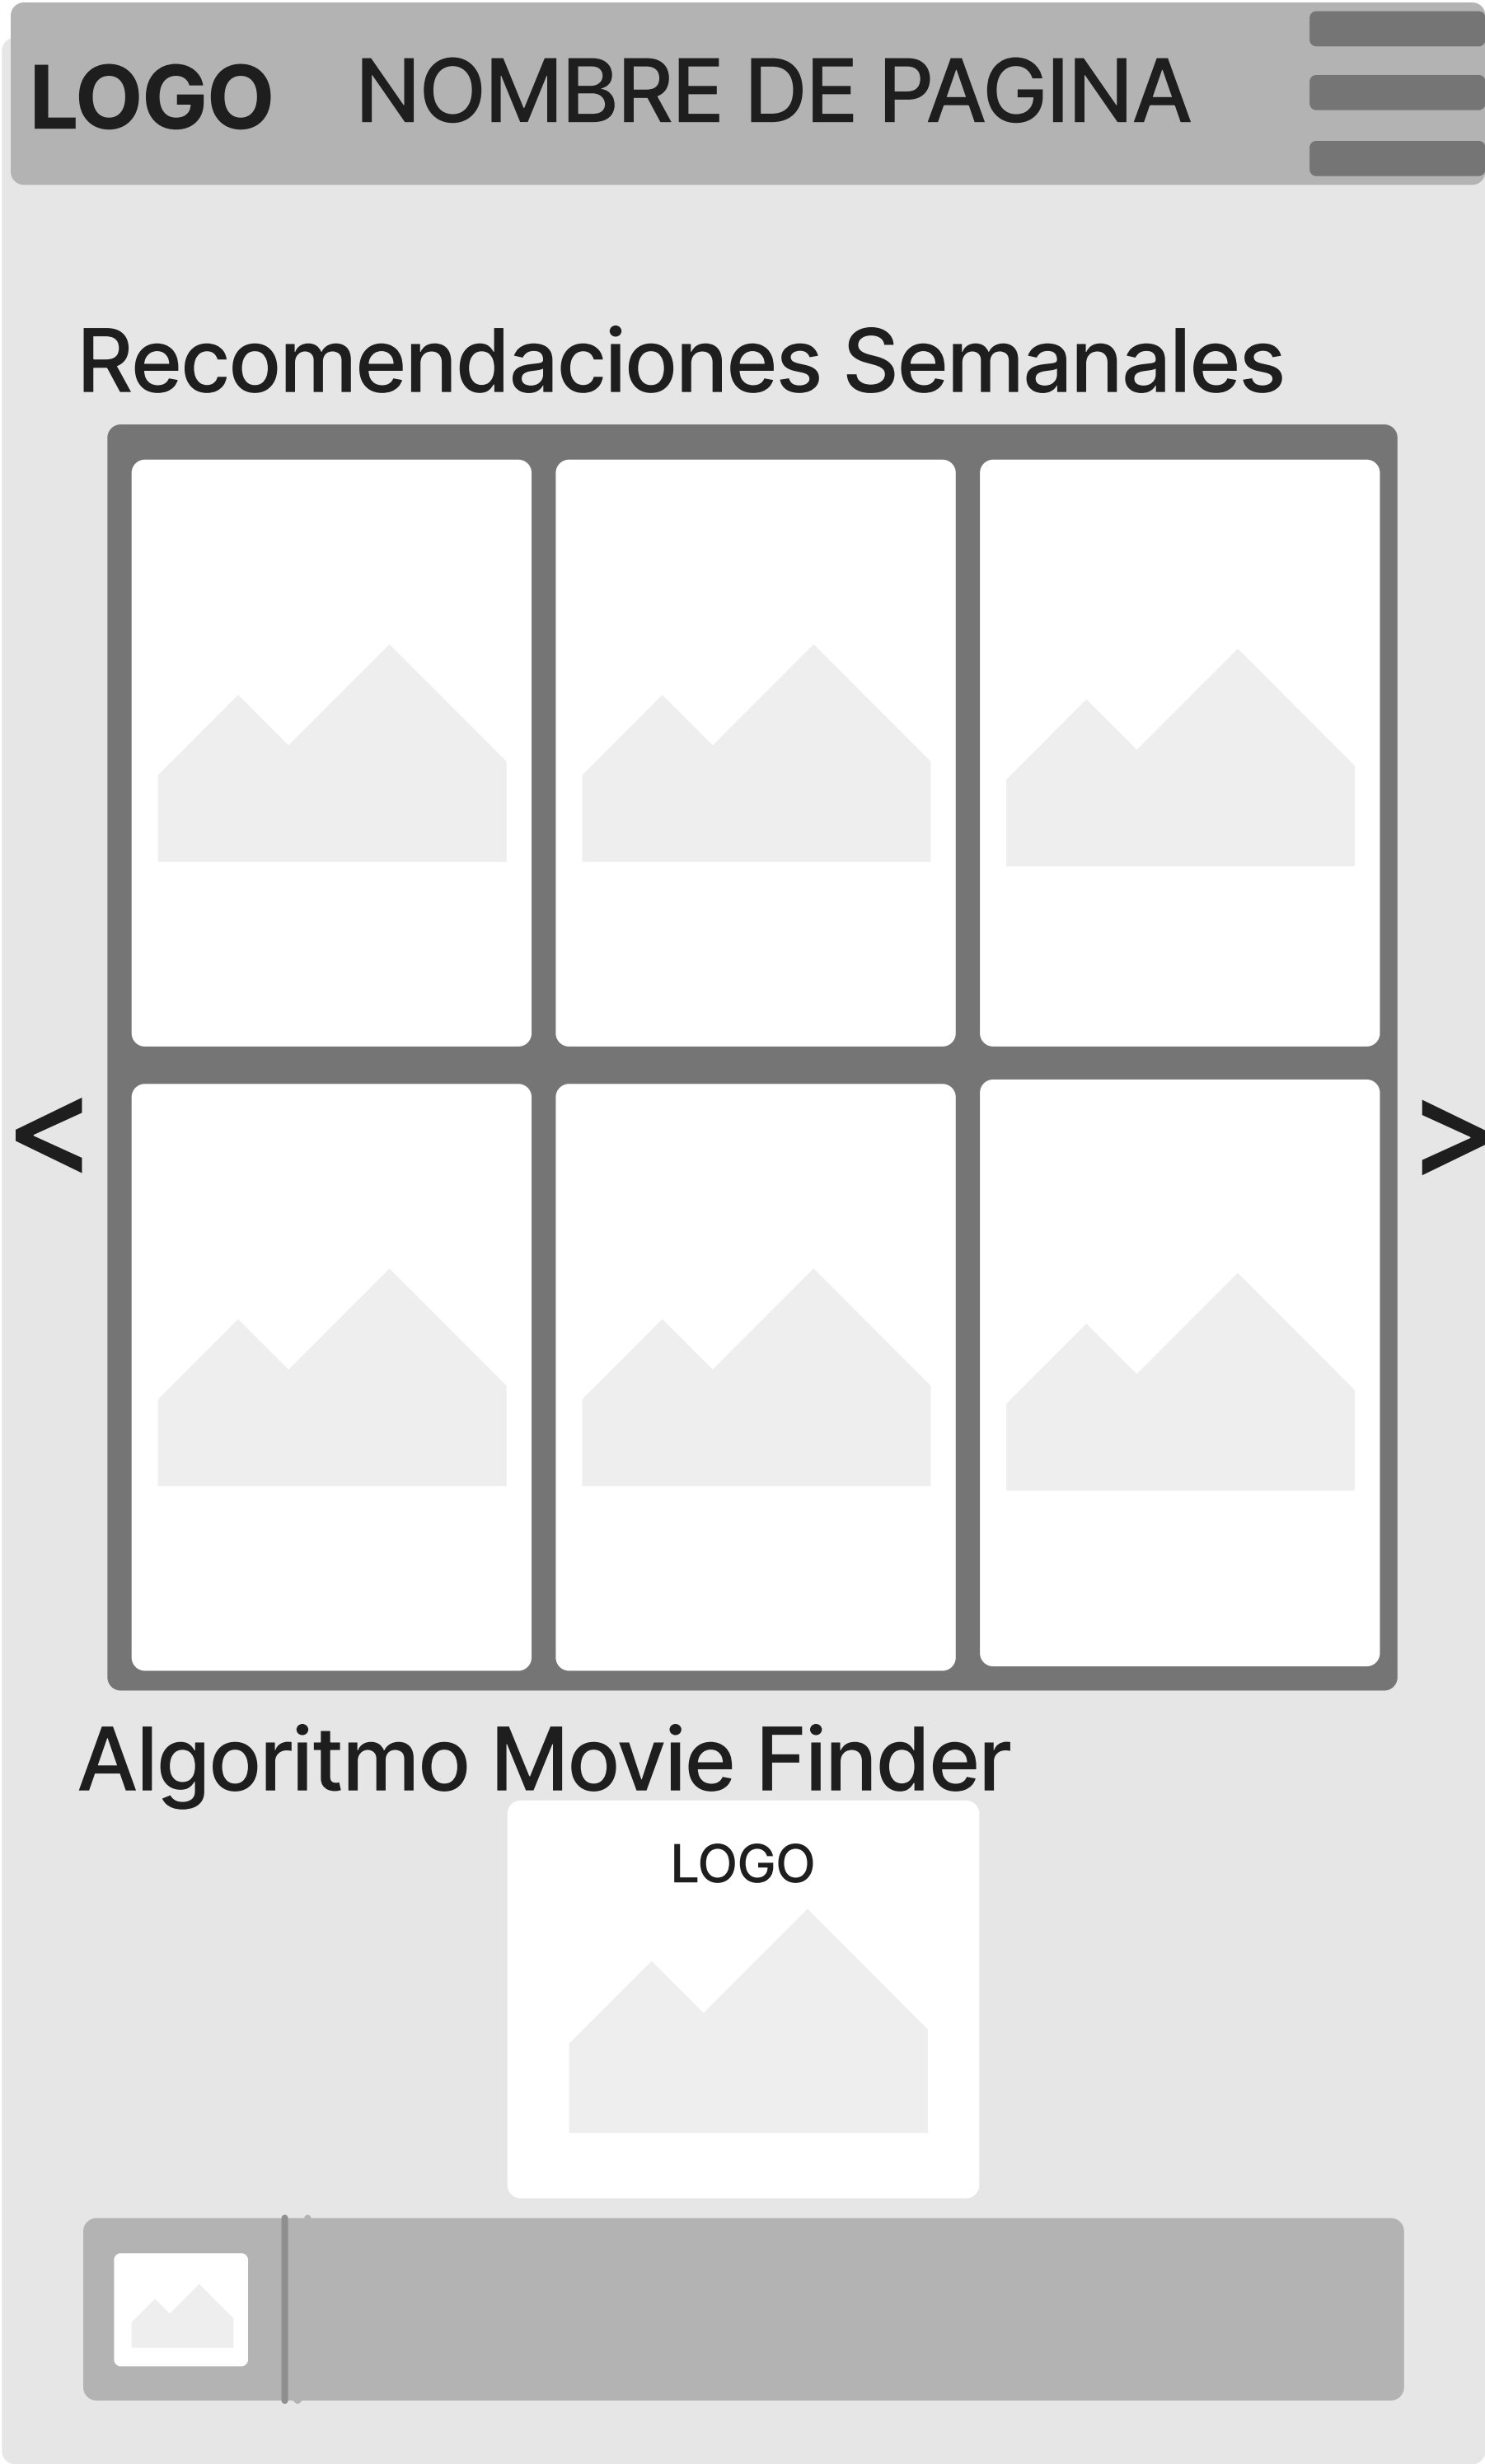 LOGO NOMBRE DE PAGINA
Recomendaciones Semanales
< >
Algoritmo Movie Finder
LOGO